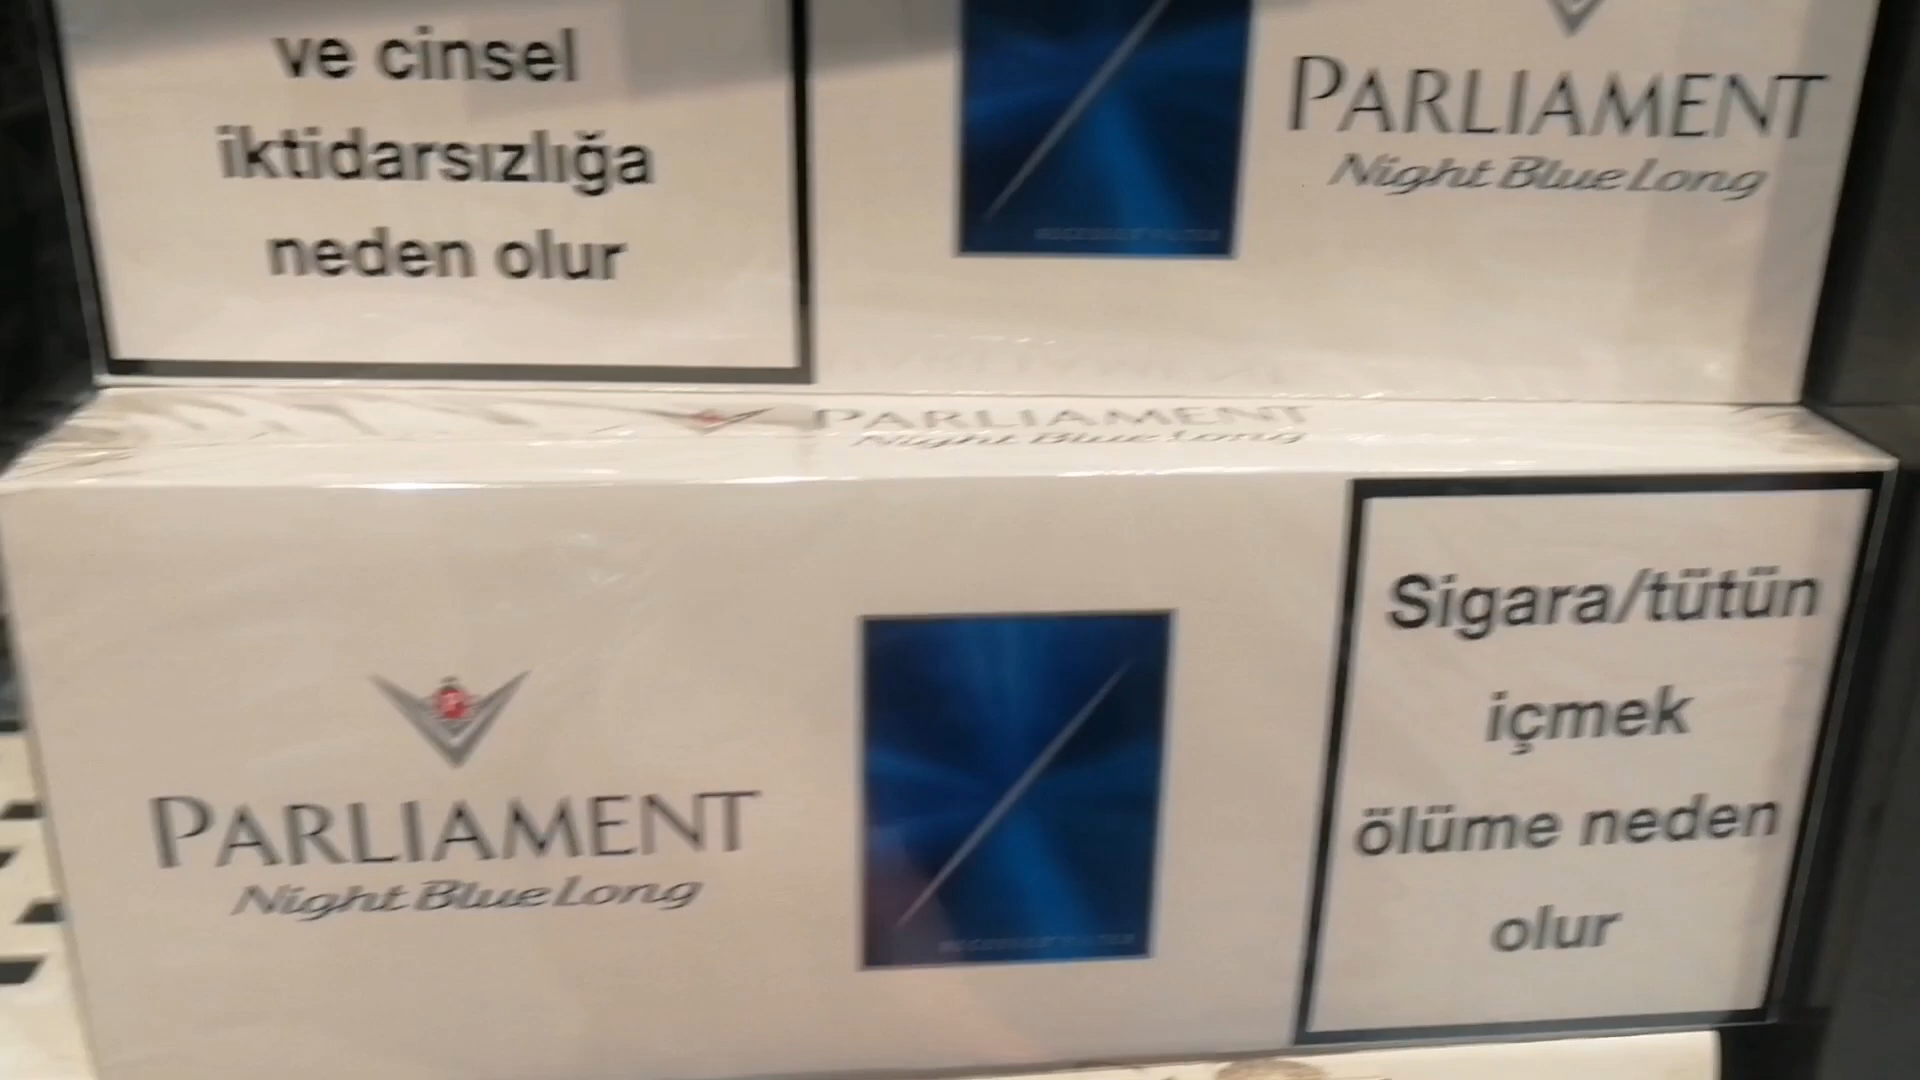 ve cinsel
iktidarsızlığa
neden olur
PARLIAMENT
Night Blue Long
PARLIAMENT
Night Blue Long
PARLIAMENT
Night Blue Long
Sigara/tütün
içmek
ölüme neden
olur